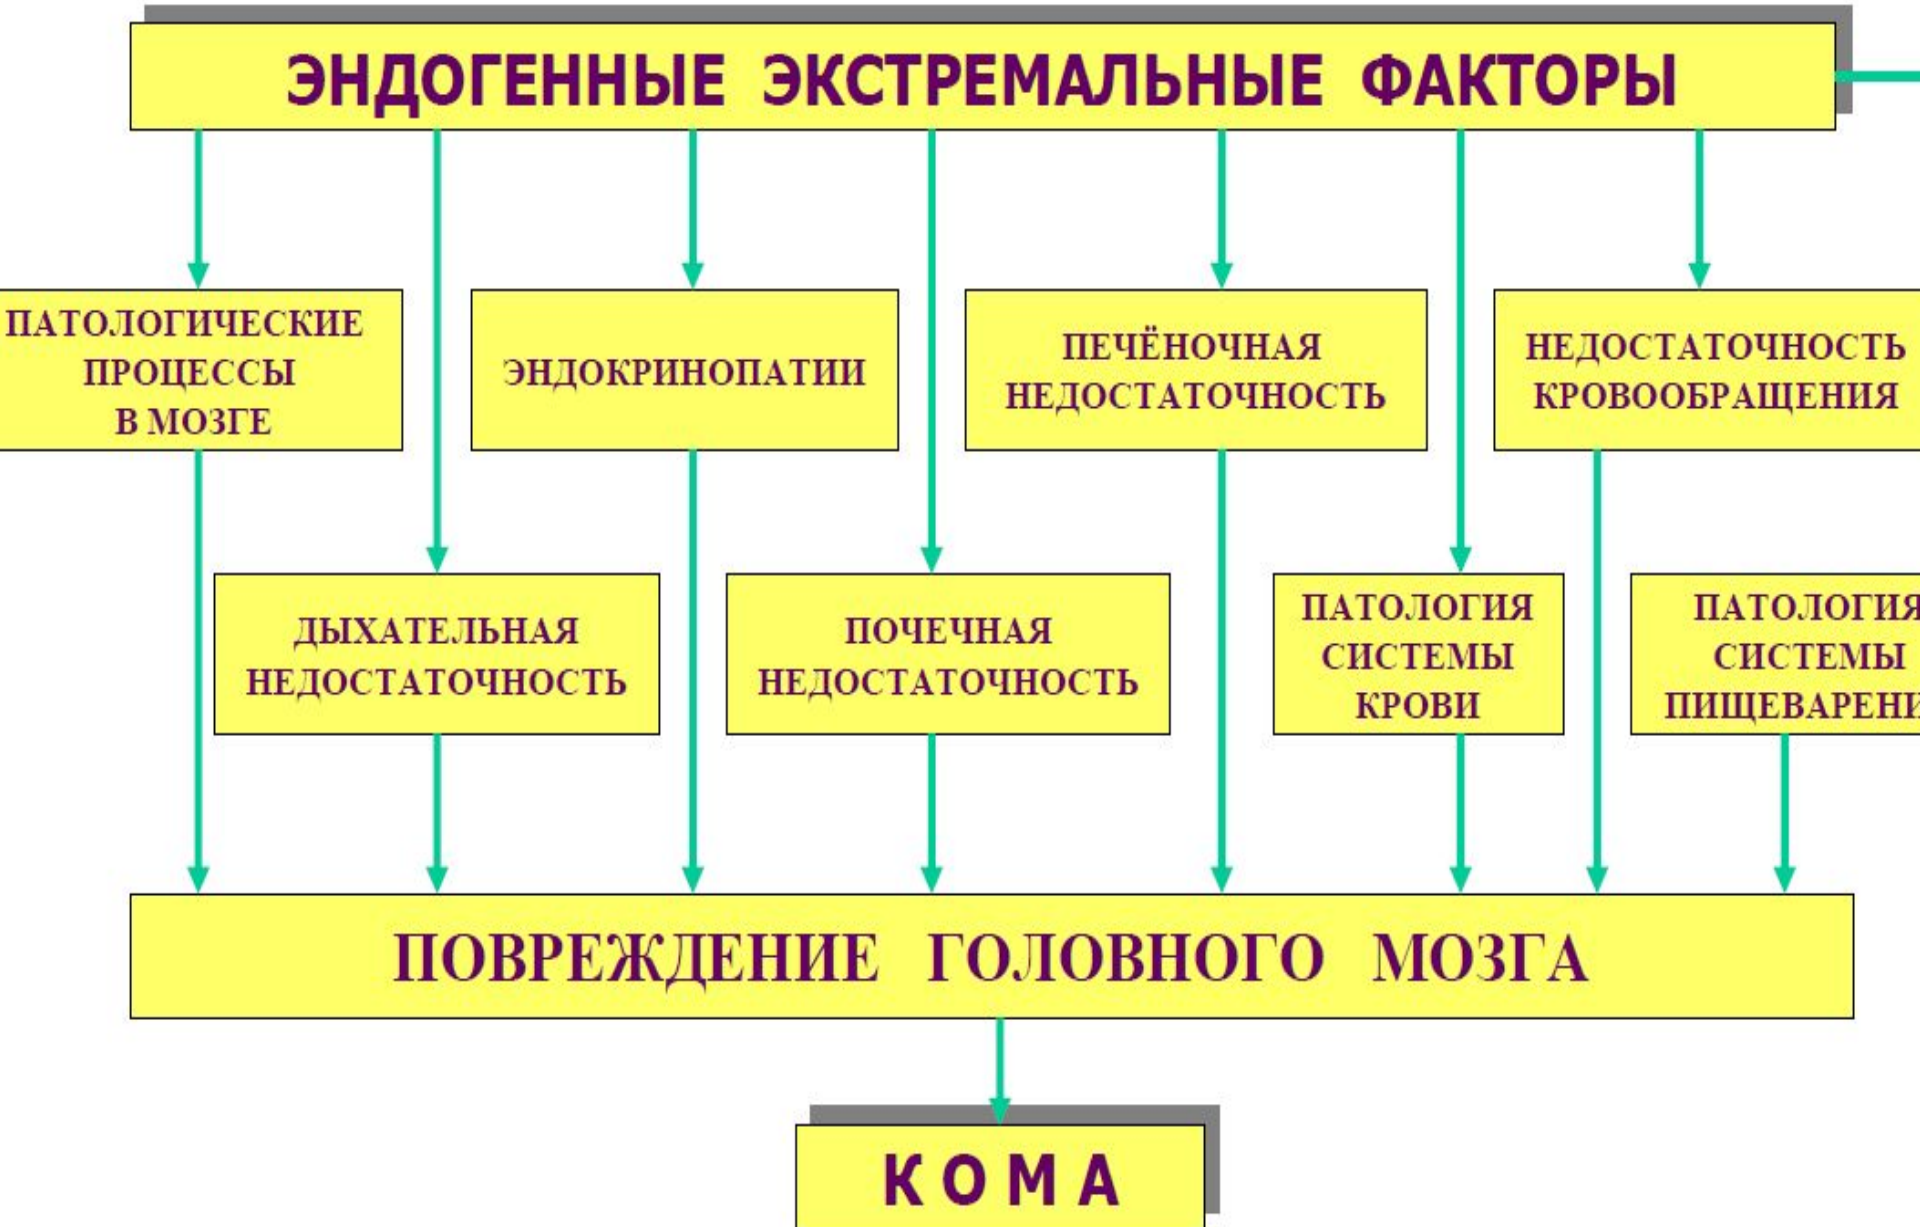 ЭНДОГЕННЫЕ ЭКСТРЕМАЛЬНЫЕ ФАКТОРЫ
ПАТОЛОГИЧЕСКИЕ
ПРОЦЕССЫ
В МОЗГЕ
ЭНДОКРИНОПАТИИ
ПЕЧЁНОЧНАЯ
НЕДОСТАТОЧНОСТЬ
НЕДОСТАТОЧНОСТЬ
КРОВООБРАЩЕНИЯ
ДЫХАТЕЛЬНАЯ
НЕДОСТАТОЧНОСТЬ
ПОЧЕЧНАЯ
НЕДОСТАТОЧНОСТЬ
ПАТОЛОГИЯ
СИСТЕМЫ
КРОВИ
ПАТОЛОГИЯ
СИСТЕМЫ
ПОВРЕЖДЕНИЕ ГОЛОВНОГО МОЗГА
КОМА